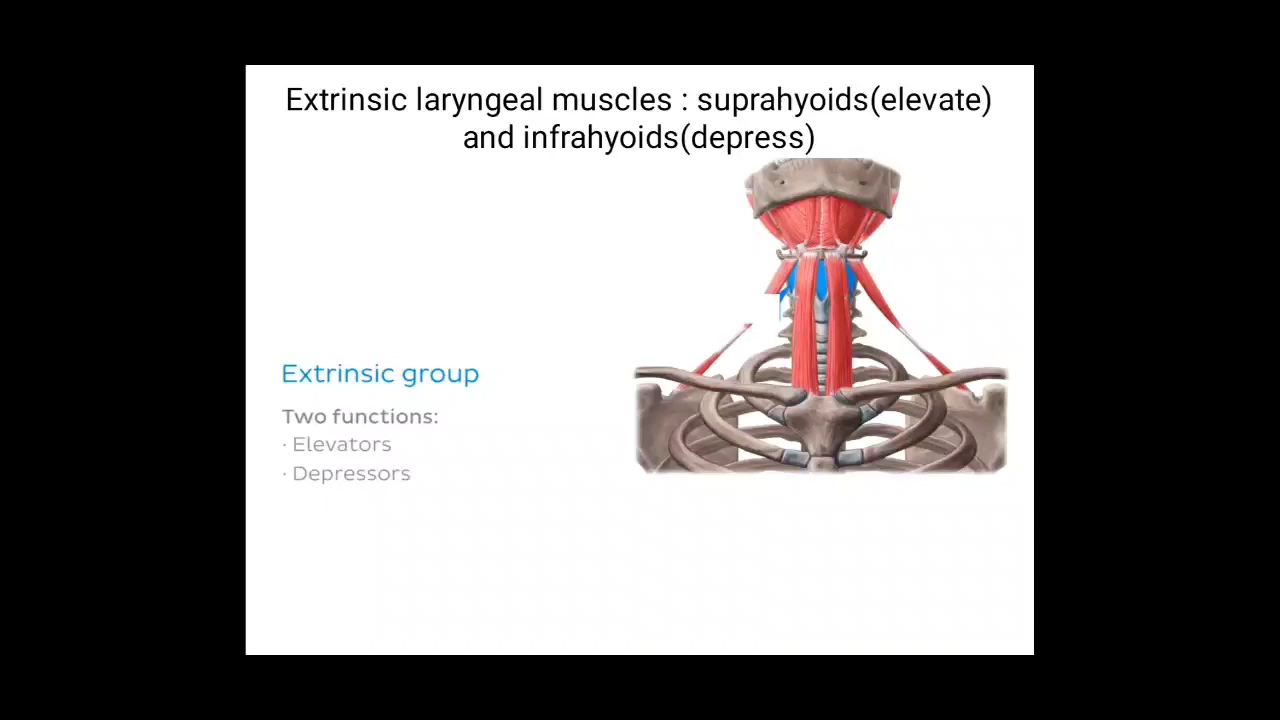 Extrinsic laryngeal muscles : suprahyoids(elevate)
and infrahyoids(depress)
Extrinsic group
Two functions:
· Elevators
· Depressors